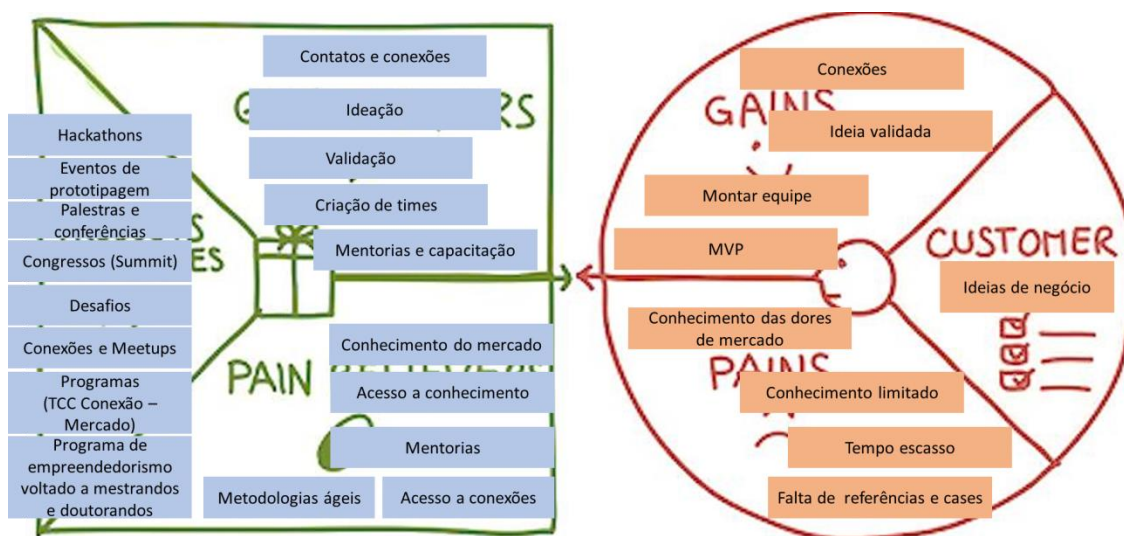 Contatos e conexões
Ideação
Validação
Criação de times
Mentorias e capacitação
Hackathons
Eventos de
prototipagem
Palestras e
conferências
Congressos (Summit)
Desafios
Conexões e Meetups
Programas
(TCC Conexão –
Mercado)
Programa de
empreendedorismo
voltado a mestrandos
e doutorandos
PAIN
Conhecimento do mercado
Acesso a conhecimento
Mentorias
Metodologias ágeis
Acesso a conexões
Conexões
GAINS
Ideia validada
Montar equipe
MVP
CUSTOMER
Ideias de negócio
Conhecimento das dores
de mercado
PAINS
Conhecimento limitado
Tempo escasso
Falta de referências e cases